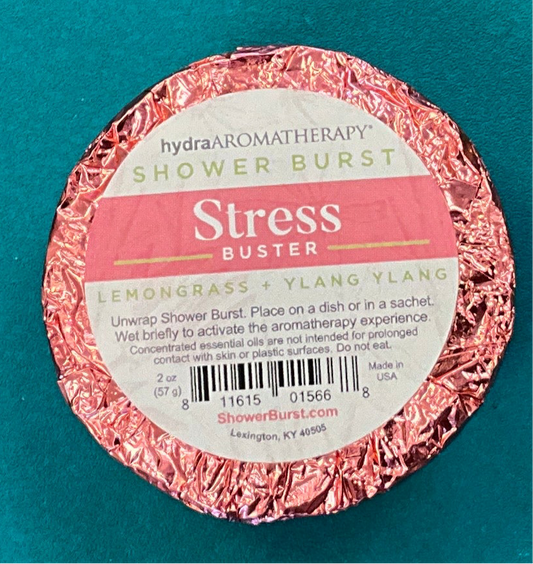 hydraAROMATHERAPY®
SHOWER BURST
Stress
BUSTER
LEMONGRASS + YLANG YLANG
Unwrap Shower Burst. Place on a dish or in a sachet.
Wet briefly to activate the aromatherapy experience.
Concentrated essential oils are not intended for prolonged
contact with skin or plastic surfaces. Do not eat.
2 oz
(57 g)
Made in
USA
8 11615 01566 8
ShowerBurst.com
Lexington, KY 40505